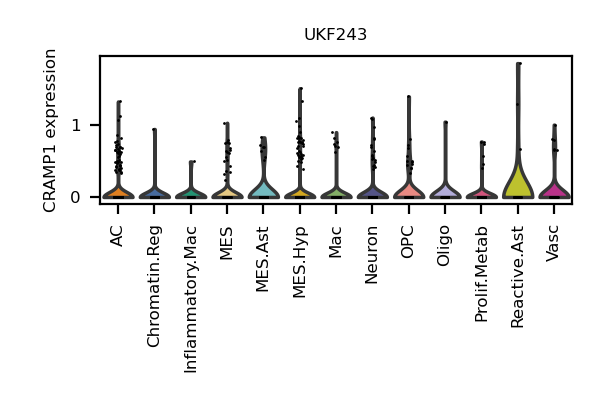 UKF243
CRAMP1 expression
1
0
AC
Chromatin.Reg
Inflammatory.Mac
MES
MES.Ast
MES.Hyp
Mac
Neuron
OPC
Oligo
Prolif.Metab
Reactive.Ast
Vasc